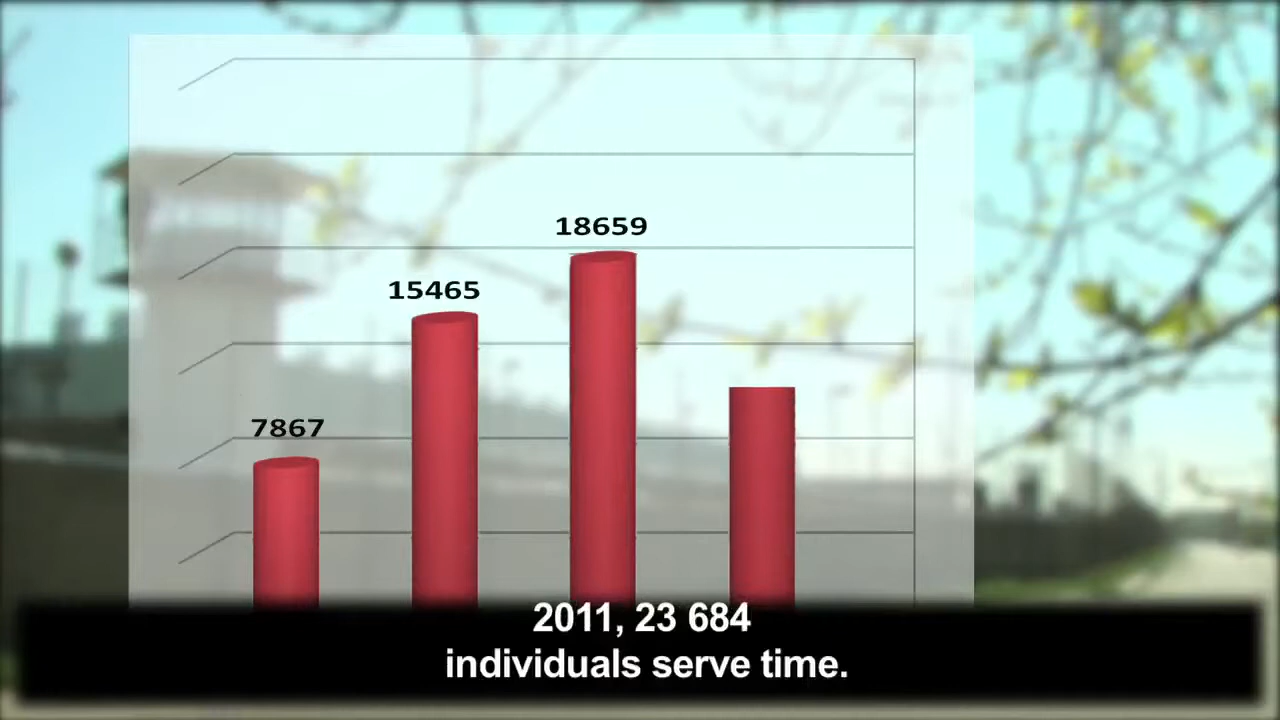 18659
15465
7867
2011, 23 684
individuals serve time.